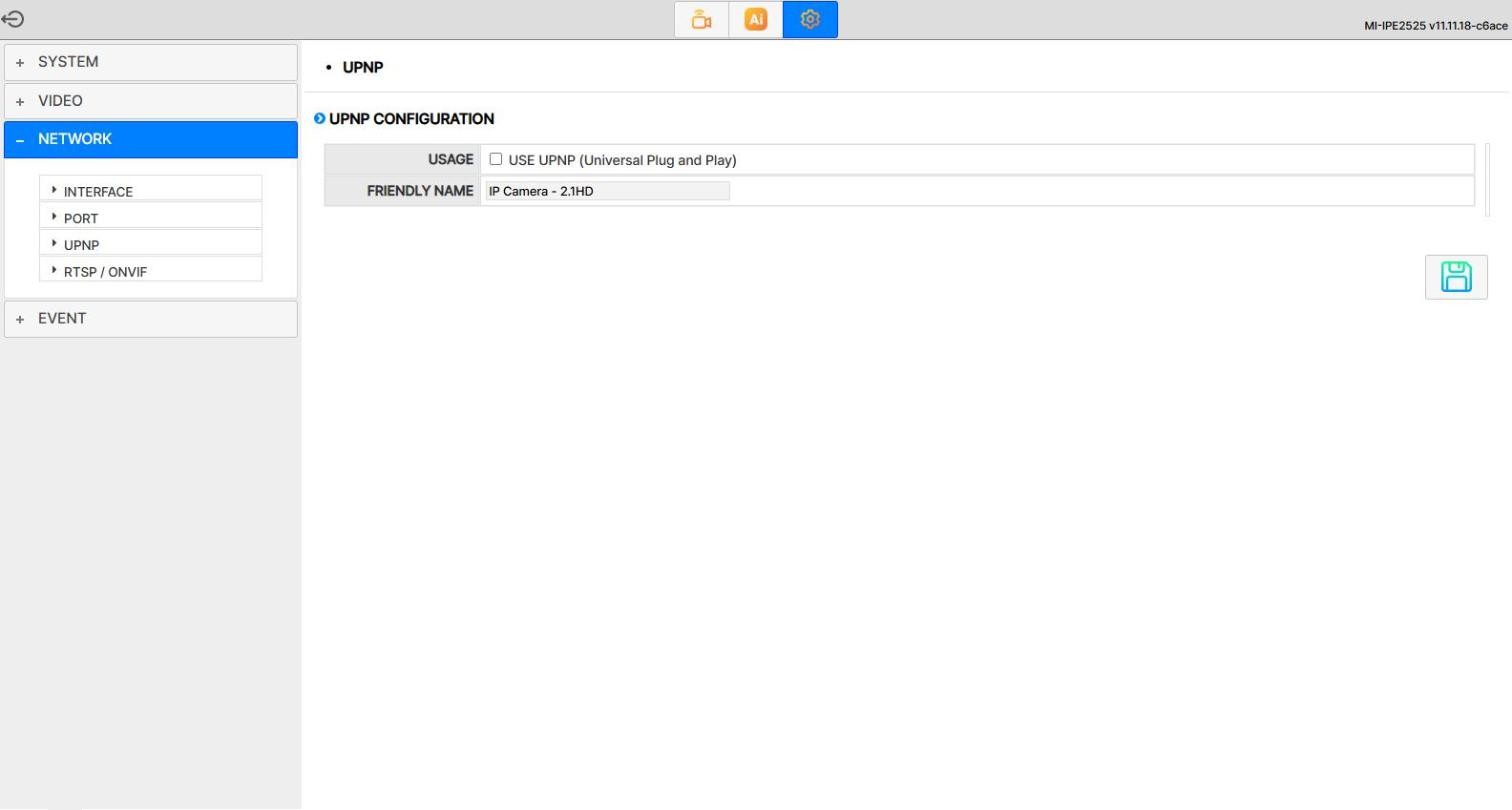 Ai
MI-IPE2525 v11.11.18-c6ace
+ SYSTEM
+ VIDEO
– NETWORK
INTERFACE
PORT
UPNP
RTSP / ONVIF
+ EVENT
• UPNP
UPNP CONFIGURATION
USAGE USE UPNP (Universal Plug and Play)
FRIENDLY NAME IP Camera - 2.1HD